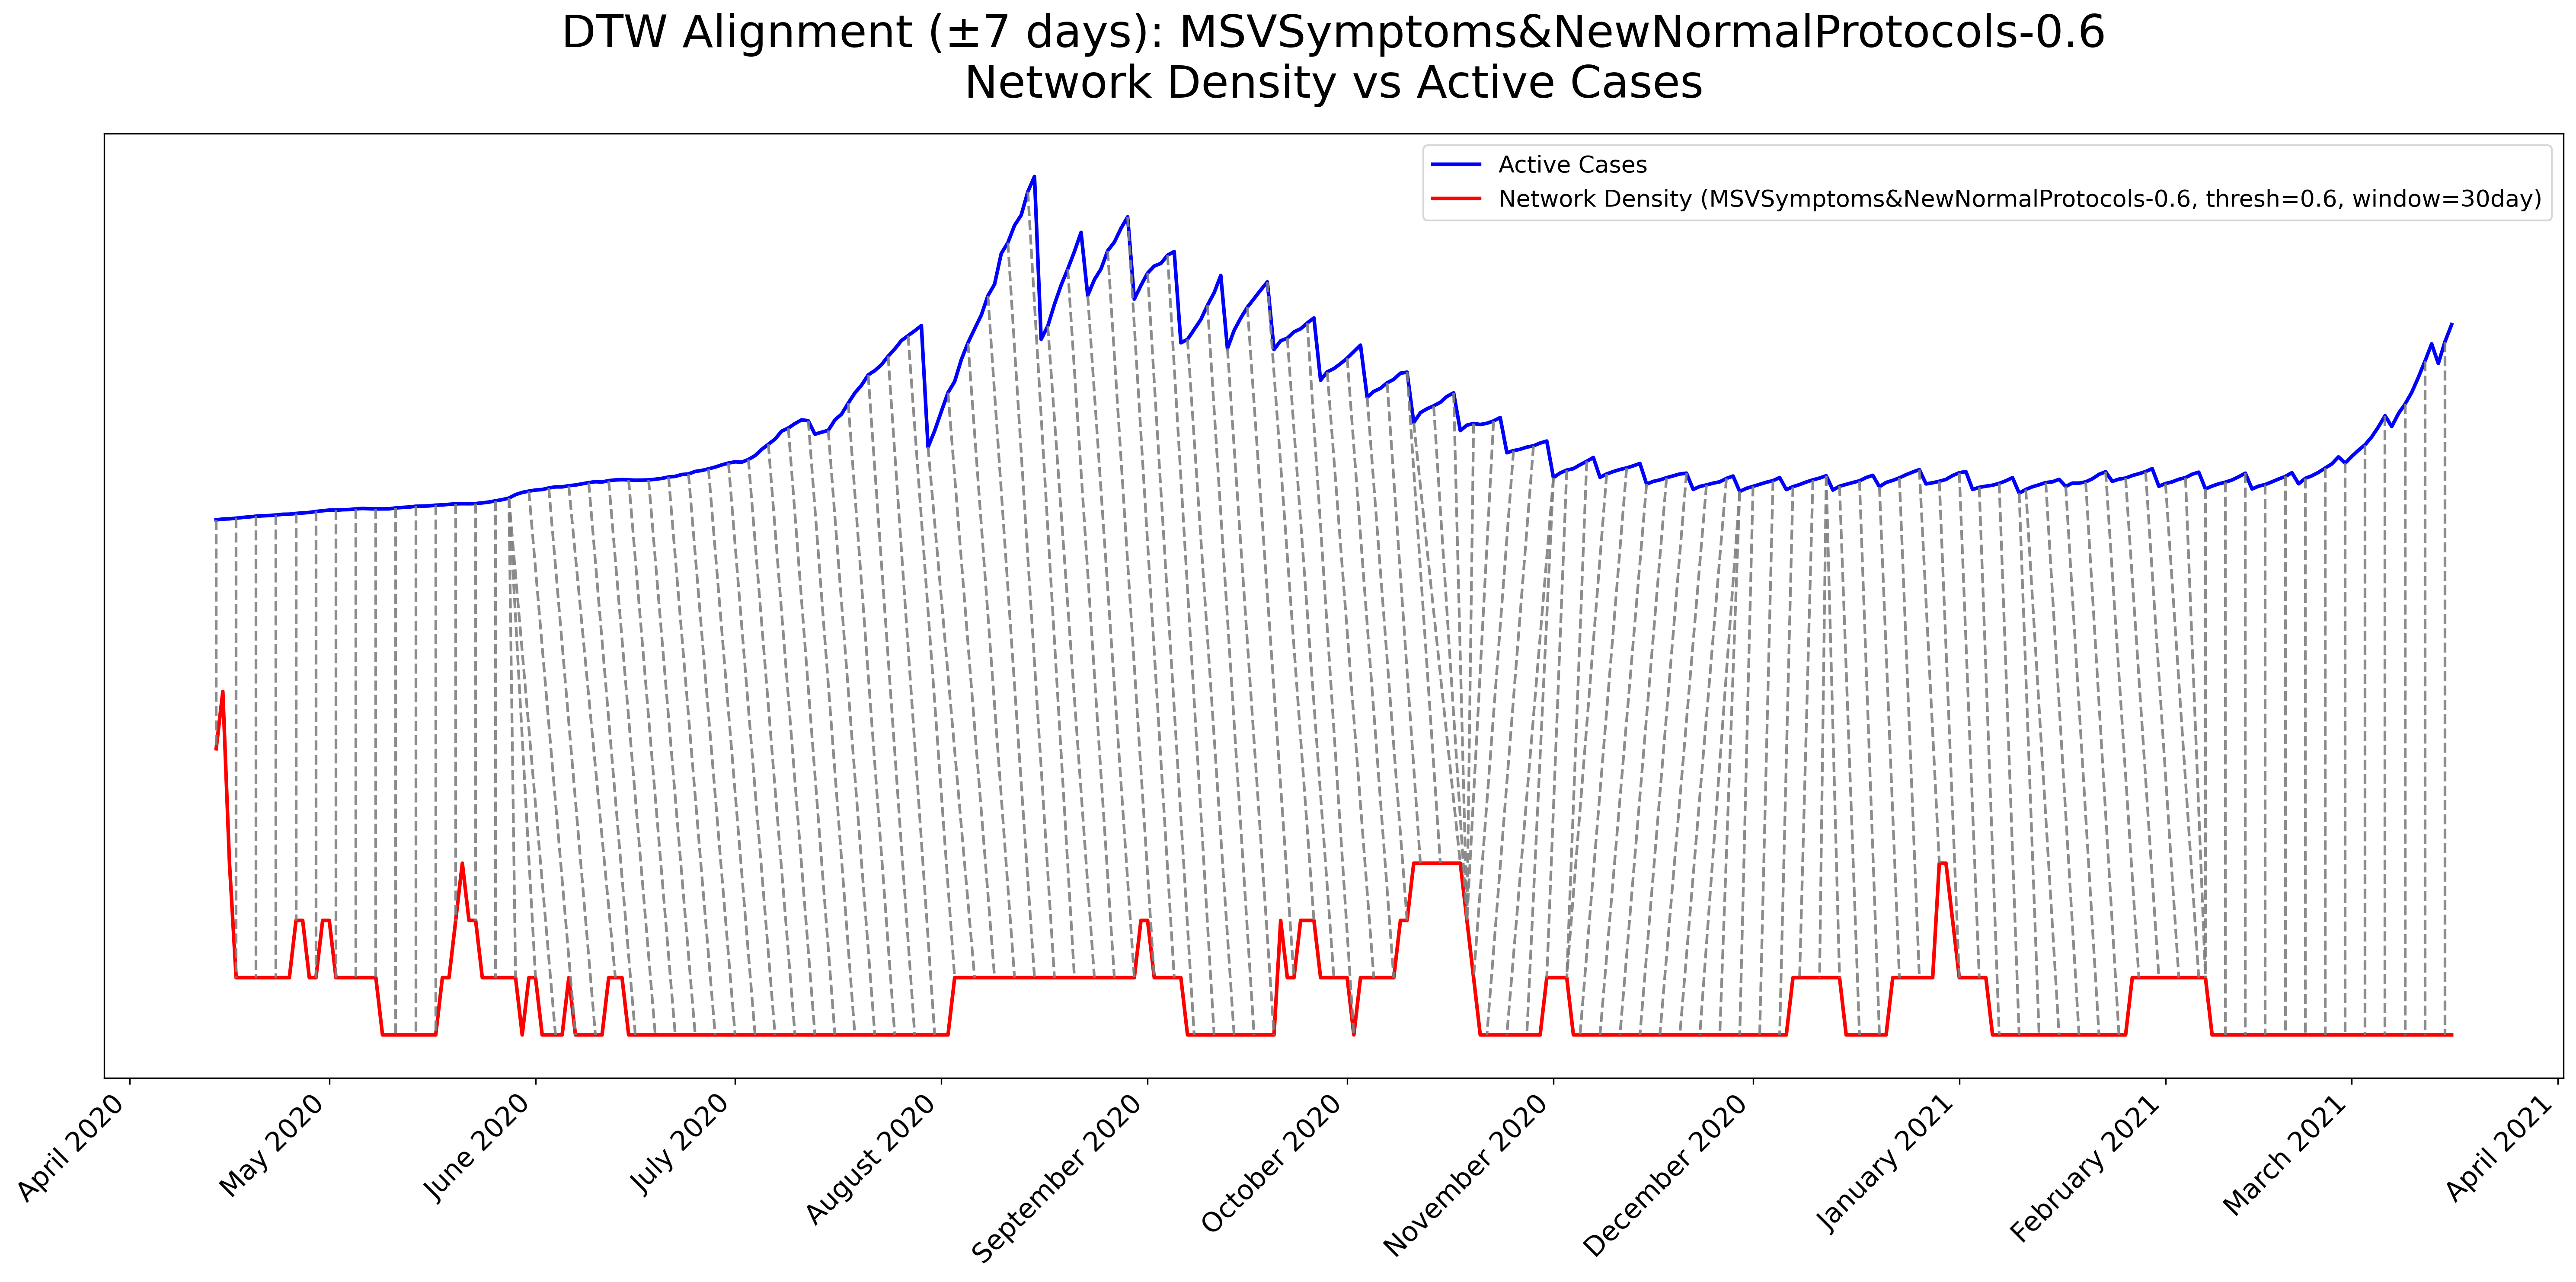 DTW Alignment (±7 days): MSVSymptoms&NewNormalProtocols-0.6
Network Density vs Active Cases
Active Cases
Network Density (MSVSymptoms&NewNormalProtocols-0.6, thresh=0.6, window=30day)
April 2020
May 2020
June 2020
July 2020
August 2020
September 2020
October 2020
November 2020
December 2020
January 2021
February 2021
March 2021
April 2021